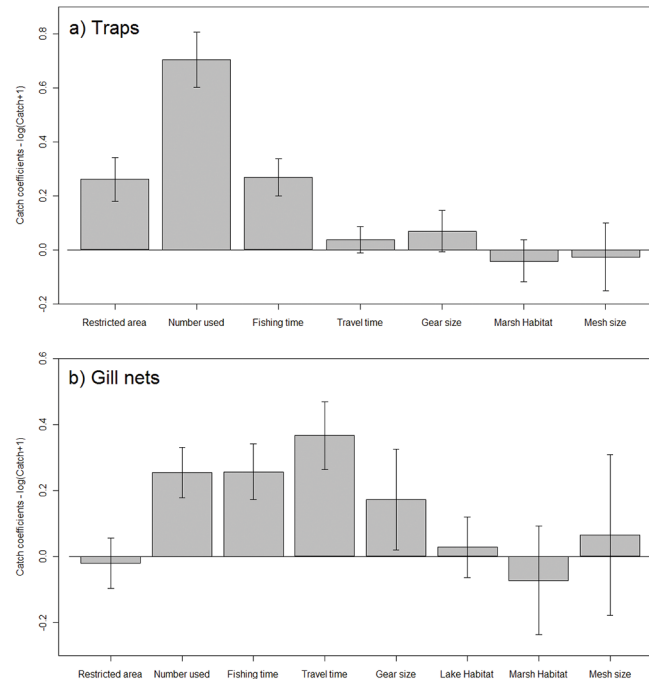 a) Traps
Catch coefficients - log(Catch+1)
0.8
0.6
0.4
0.2
0.0
-0.2
Restricted area Number used Fishing time Travel time Gear size Marsh Habitat Mesh size
b) Gill nets
Catch coefficients - log(Catch+1)
0.6
0.4
0.2
0.0
-0.2
Restricted area Number used Fishing time Travel time Gear size Lake Habitat Marsh Habitat Mesh size